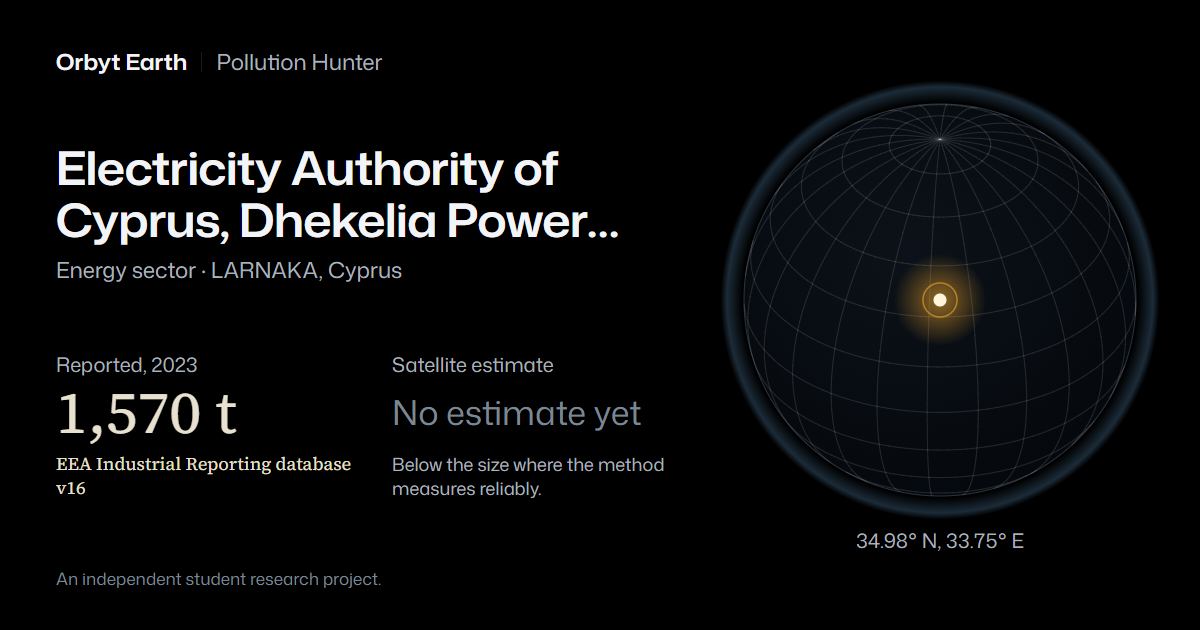 Orbyt Earth | Pollution Hunter
Electricity Authority of
Cyprus, Dhekelia Power...
Energy sector · LARNAKA, Cyprus
Reported, 2023
1,570 t
EEA Industrial Reporting database
v16
Satellite estimate
No estimate yet
Below the size where the method
measures reliably.
34.98° N, 33.75° E
An independent student research project.